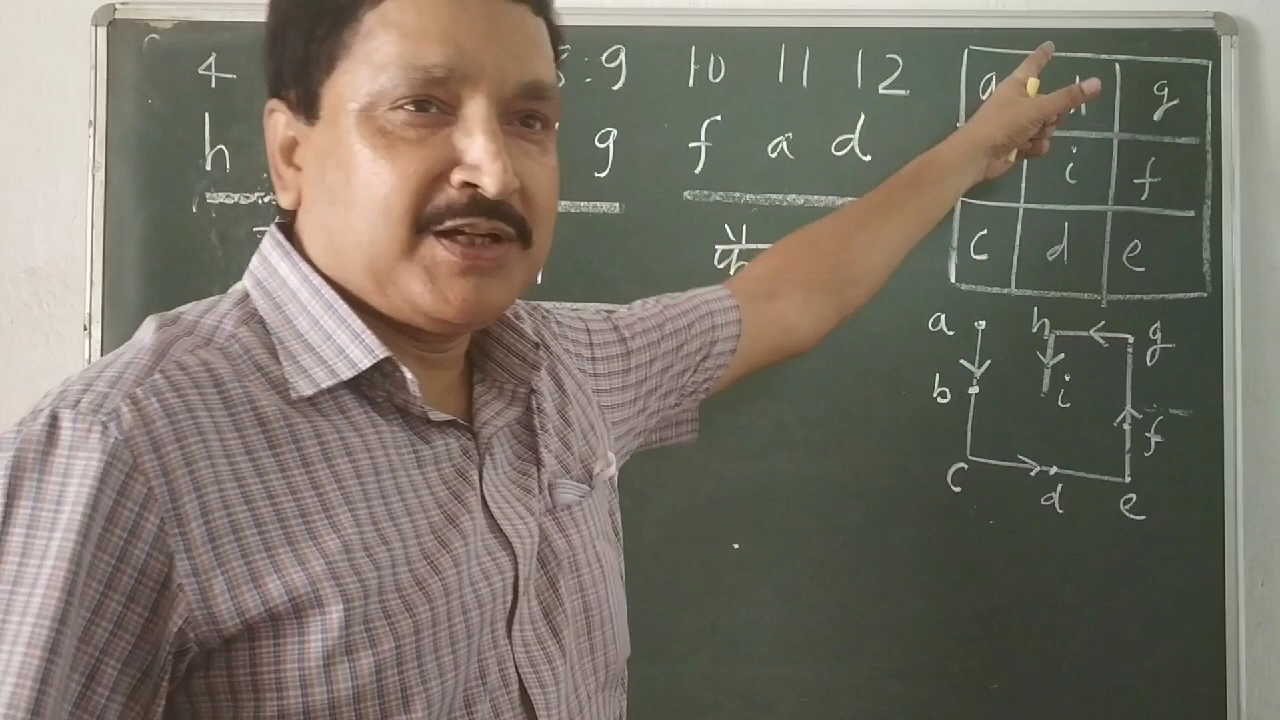 4 8:9 10 11 12
h g f a d
a h g
i f
c d e
a h g
b i
f
c d e